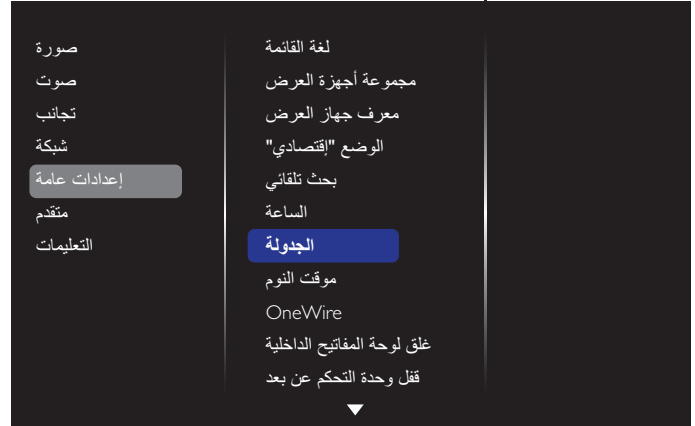 صورة
صوت
تجانب
شبكة
إعدادات عامة
متقدم
التعليمات
لغة القائمة
مجموعة أجهزة العرض
معرف جهاز العرض
الوضع "إقتصادي"
بحث تلقائي
الساعة
الجدولة
موقت النوم
OneWire
غلق لوحة المفاتيح الداخلية
قفل وحدة التحكم عن بعد